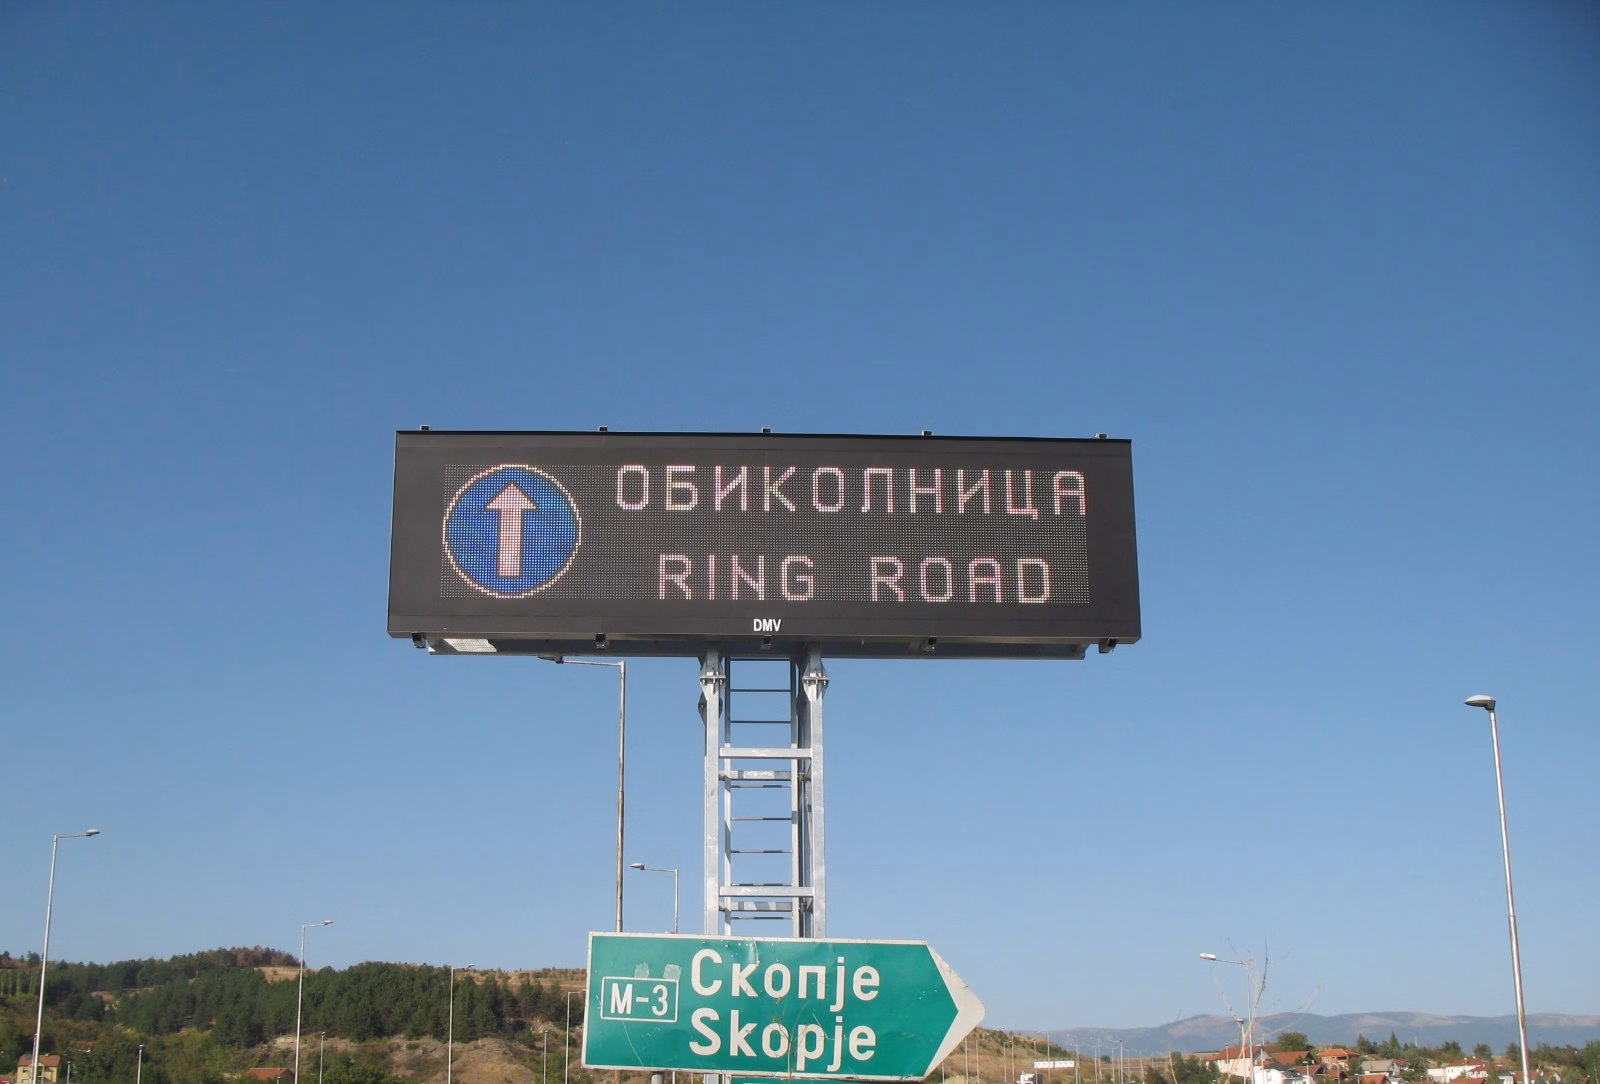 ОБИКОЛНИЦА
RING ROAD
DMV
M-3
Скопје
Skopje